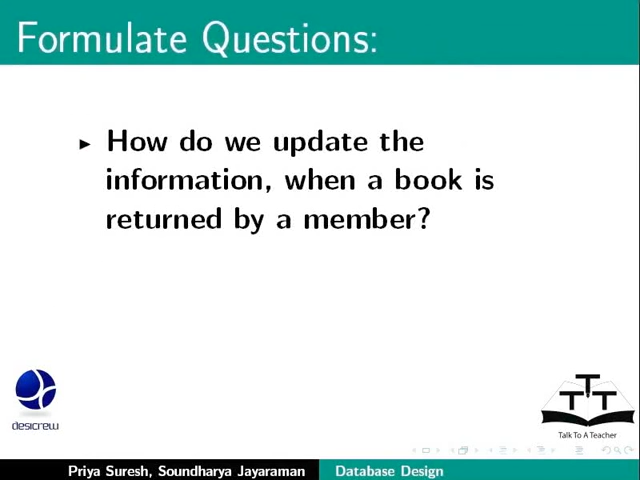 Formulate Questions:
How do we update the
information, when a book is
returned by a member?
desicrew
TTT
Talk To A Teacher
Priya Suresh, Soundharya Jayaraman Database Design